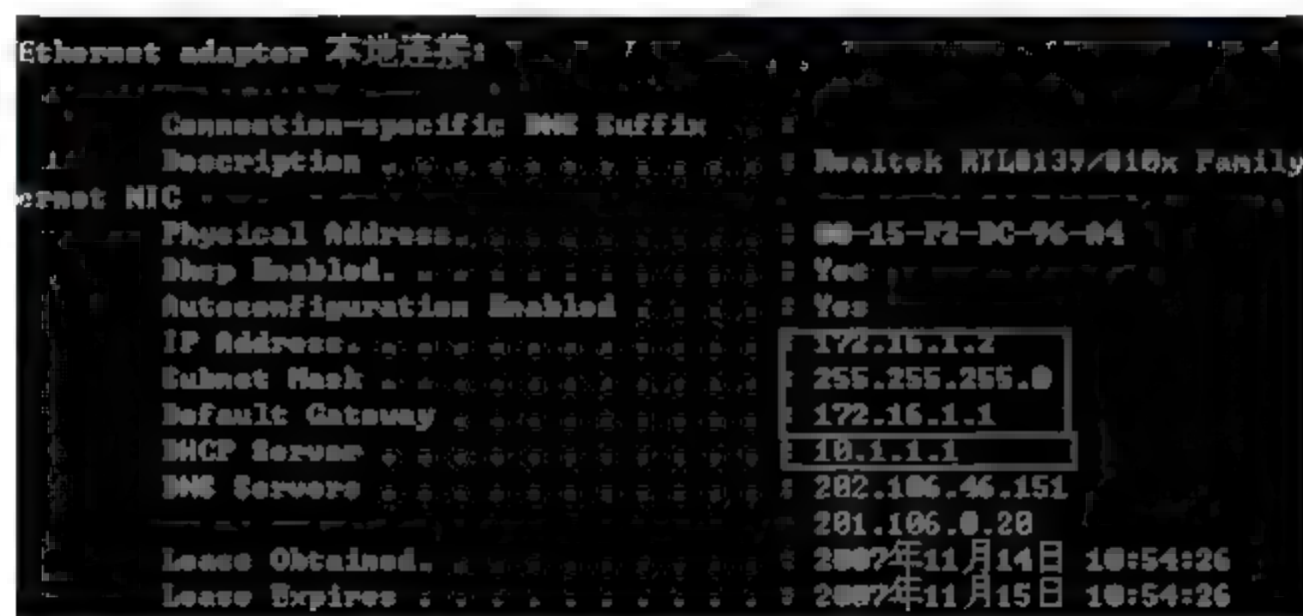 Ethernet adapter 本地连接:
Connection-specific DNS Suffix . :
Description . . . . . . . . . . . : Realtek RTL8139/810x Family
ernet NIC
Physical Address. . . . . . . . . : 00-15-F2-DC-96-A4
Dhcp Enabled. . . . . . . . . . . : Yes
Autoconfiguration Enabled . . . . : Yes
IP Address. . . . . . . . . . . . : 172.16.1.2
Subnet Mask . . . . . . . . . . . : 255.255.255.0
Default Gateway . . . . . . . . . : 172.16.1.1
DHCP Server . . . . . . . . . . . : 10.1.1.1
DNS Servers . . . . . . . . . . . : 202.106.46.151
201.106.0.20
Lease Obtained. . . . . . . . . . : 2007年11月14日 10:54:26
Lease Expires . . . . . . . . . . : 2007年11月15日 10:54:26